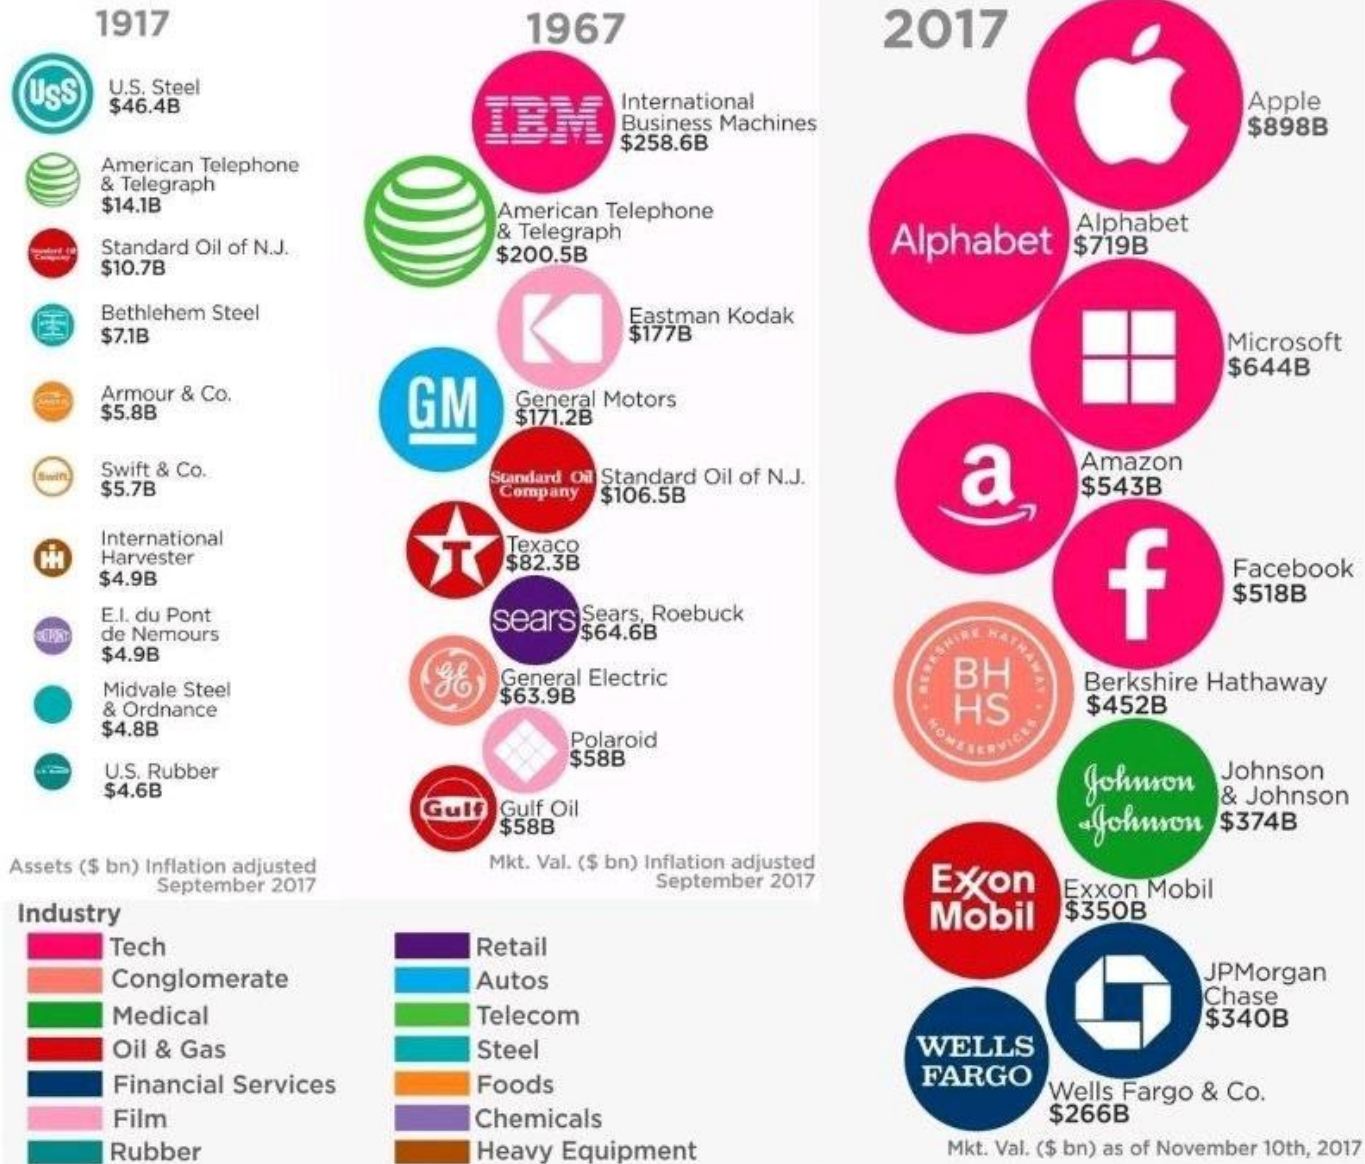 1917
USS
U.S. Steel
$46.4B
American Telephone
& Telegraph
$14.1B
Standard Oil
Company
Standard Oil of N.J.
$10.7B
Bethlehem Steel
$7.1B
Armour & Co.
$5.8B
Swift
Swift & Co.
$5.7B
International
Harvester
$4.9B
DUPONT
E.I. du Pont
de Nemours
$4.9B
Midvale Steel
& Ordnance
$4.8B
U.S. Rubber
$4.6B
Assets ($ bn) Inflation adjusted
September 2017
1967
IBM
International
Business Machines
$258.6B
American Telephone
& Telegraph
$200.5B
K
Eastman Kodak
$177B
GM
General Motors
$171.2B
Standard Oil
Company
Standard Oil of N.J.
$106.5B
T
Texaco
$82.3B
sears
Sears, Roebuck
$64.6B
GE
General Electric
$63.9B
Polaroid
$58B
Gulf
Gulf Oil
$58B
Mkt. Val. ($ bn) Inflation adjusted
September 2017
2017
Apple
$898B
Alphabet
Alphabet
$719B
Microsoft
$644B
a
Amazon
$543B
f
Facebook
$518B
BERKSHIRE HATHAWAY
BH
HS
HOMESERVICES
Berkshire Hathaway
$452B
Johnson
&Johnson
Johnson
& Johnson
$374B
Exxon
Mobil
Exxon Mobil
$350B
JPMorgan
Chase
$340B
WELLS
FARGO
Wells Fargo & Co.
$266B
Mkt. Val. ($ bn) as of November 10th, 2017
Industry
Tech
Conglomerate
Medical
Oil & Gas
Financial Services
Film
Rubber
Retail
Autos
Telecom
Steel
Foods
Chemicals
Heavy Equipment